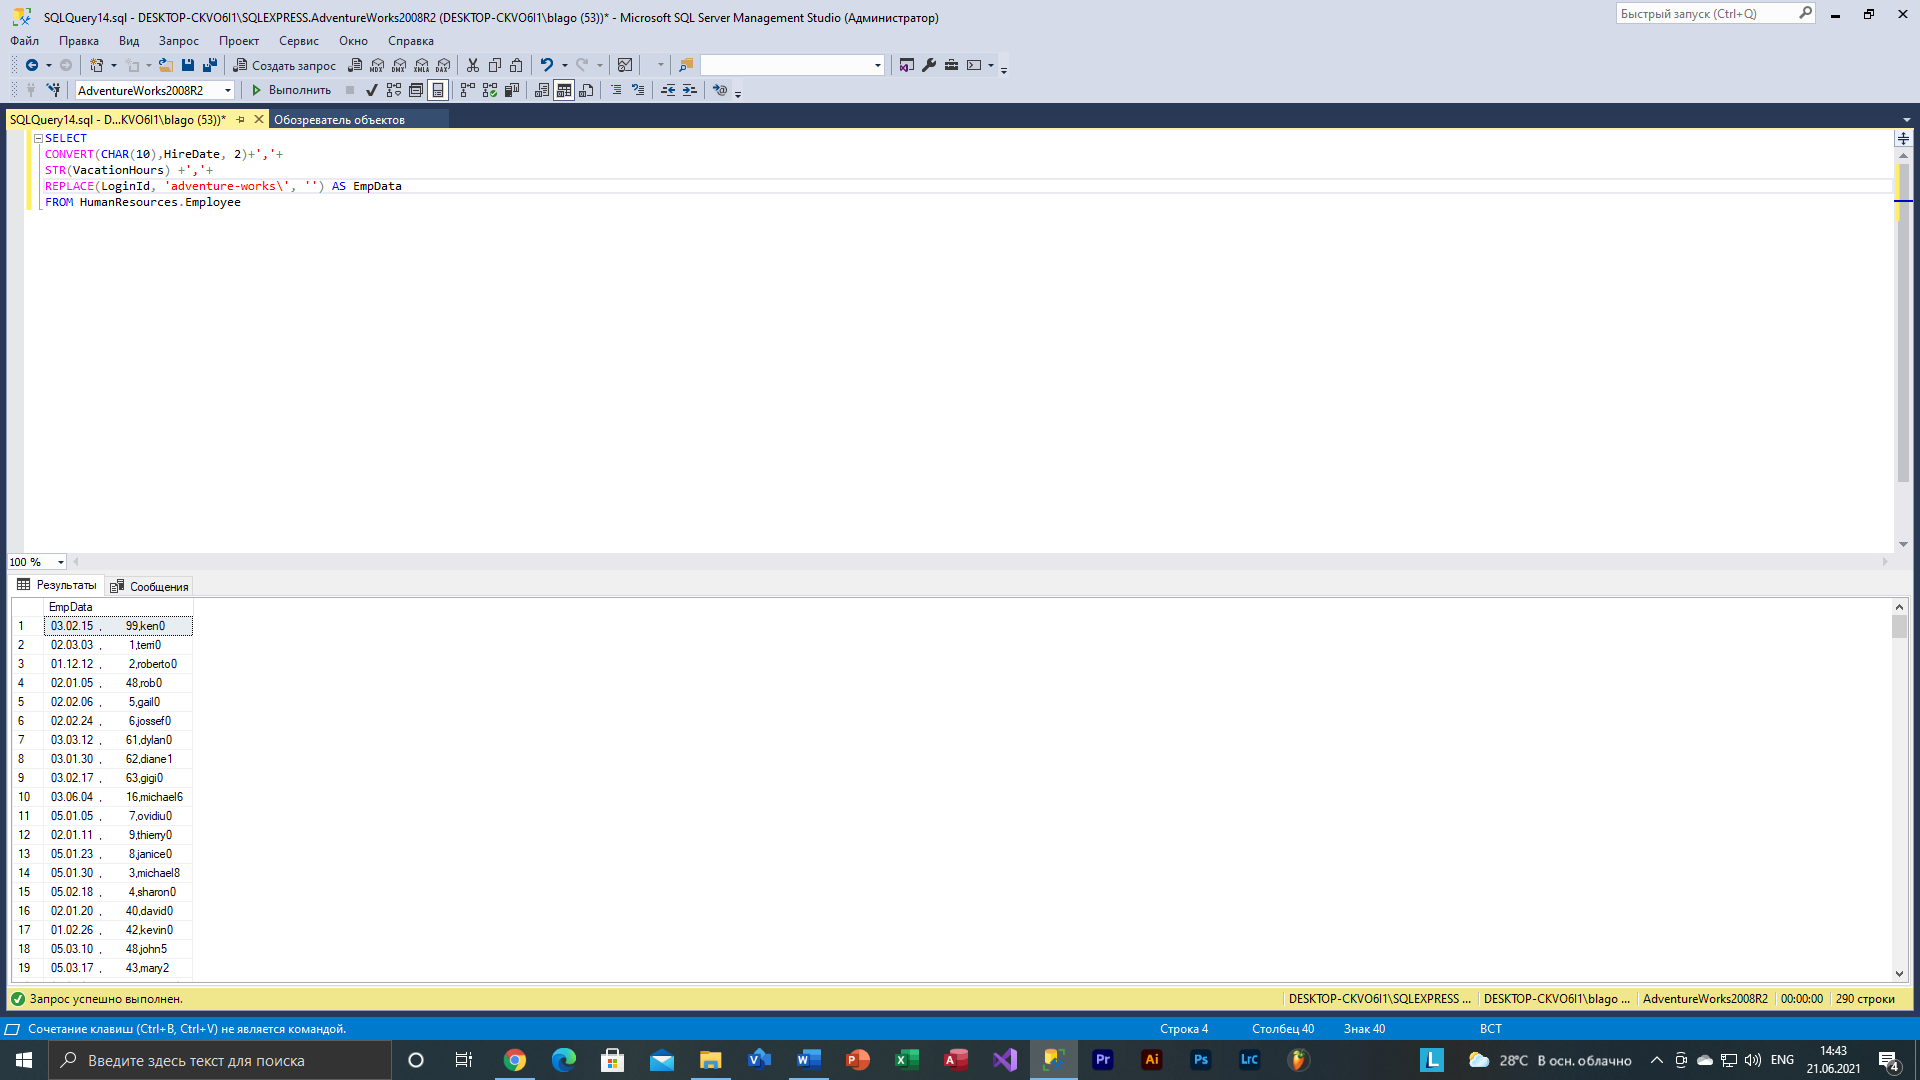 SQLQuery14.sql - DESKTOP-CKVO6I1\SQLEXPRESS.AdventureWorks2008R2 (DESKTOP-CKVO6I1\blago (53))* - Microsoft SQL Server Management Studio (Администратор)
Быстрый запуск (Ctrl+Q)
Файл Правка Вид Запрос Проект Сервис Окно Справка
Создать запрос MDX DMX XMLA DAX
AdventureWorks2008R2 Выполнить
SQLQuery14.sql - D...KVO6I1\blago (53))* Обозреватель объектов
SELECT
CONVERT(CHAR(10),HireDate, 2)+','+
STR(VacationHours) +','+
REPLACE(LoginId, 'adventure-works\', '') AS EmpData
FROM HumanResources.Employee
100 %
Результаты Сообщения
EmpData
1 03.02.15 , 99,ken0
2 02.03.03 , 1,terri0
3 01.12.12 , 2,roberto0
4 02.01.05 , 48,rob0
5 02.02.06 , 5,gail0
6 02.02.24 , 6,jossef0
7 03.03.12 , 61,dylan0
8 03.01.30 , 62,diane1
9 03.02.17 , 63,gigi0
10 03.06.04 , 16,michael6
11 05.01.05 , 7,ovidiu0
12 02.01.11 , 9,thierry0
13 05.01.23 , 8,janice0
14 05.01.30 , 3,michael8
15 05.02.18 , 4,sharon0
16 02.01.20 , 40,david0
17 01.02.26 , 42,kevin0
18 05.03.10 , 48,john5
19 05.03.17 , 43,mary2
Запрос успешно выполнен. DESKTOP-CKVO6I1\SQLEXPRESS ... DESKTOP-CKVO6I1\blago ... AdventureWorks2008R2 00:00:00 290 строки
Сочетание клавиш (Ctrl+B, Ctrl+V) не является командой. Строка 4 Столбец 40 Знак 40 ВСТ
Введите здесь текст для поиска
Pr Ai Ps Lrc L 28°C В осн. облачно ENG 14:43
21.06.2021 4